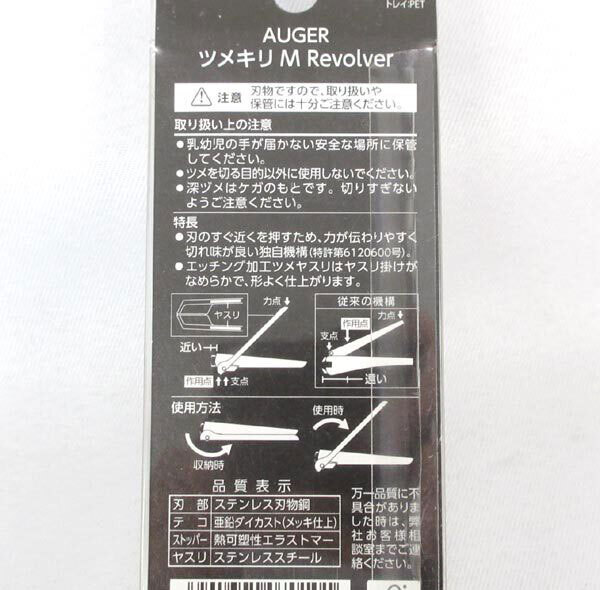 トレイ:PET
AUGER
ツメキリ M Revolver
注意
刃物ですので、取り扱いや
保管には十分ご注意ください。
取り扱い上の注意
●乳幼児の手が届かない安全な場所に保管
してください。
●ツメを切る目的以外に使用しないでください。
●深ヅメはケガのもとです。切りすぎない
ようご注意ください。
特長
●刃のすぐ近くを押すため、力が伝わりやすく
切れ味が良い独自機構(特許第6120600号)。
●エッチング加工ツメヤスリはヤスリ掛けが
なめらかで、形よく仕上がります。
ヤスリ
力点
近い
作用点
支点
従来の機構
力点
作用点
支点
遠い
使用方法
収納時
使用時
品質表示
刃部 ステンレス刃物鋼
テコ 亜鉛ダイカスト(メッキ仕上)
ストッパー 熱可塑性エラストマー
ヤスリ ステンレススチール
万一品質に不
具合がありま
した時は、弊
社お客様相
談室までご連
絡ください。